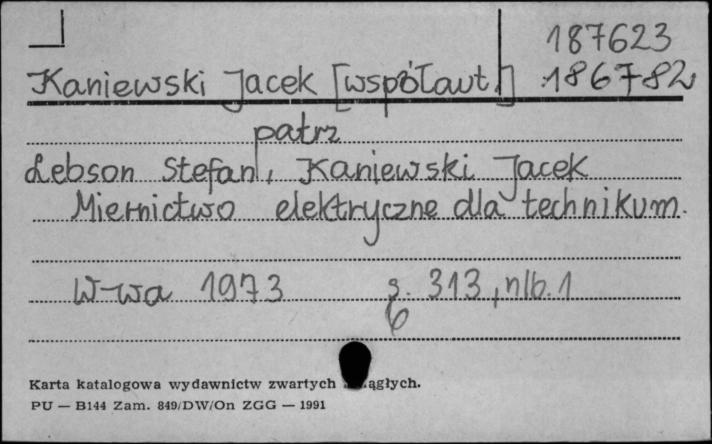 187623
Kaniewski Jacek [współaut.] 186782
patrz
Lebson Stefan, Kaniewski Jacek
Miernictwo elektryczne dla technikum.
W-wa 1973 s. 313, nlb. 1
6
Karta katalogowa wydawnictw zwartych
PU — B144 Zam. 849/DW/On ZGG — 1991